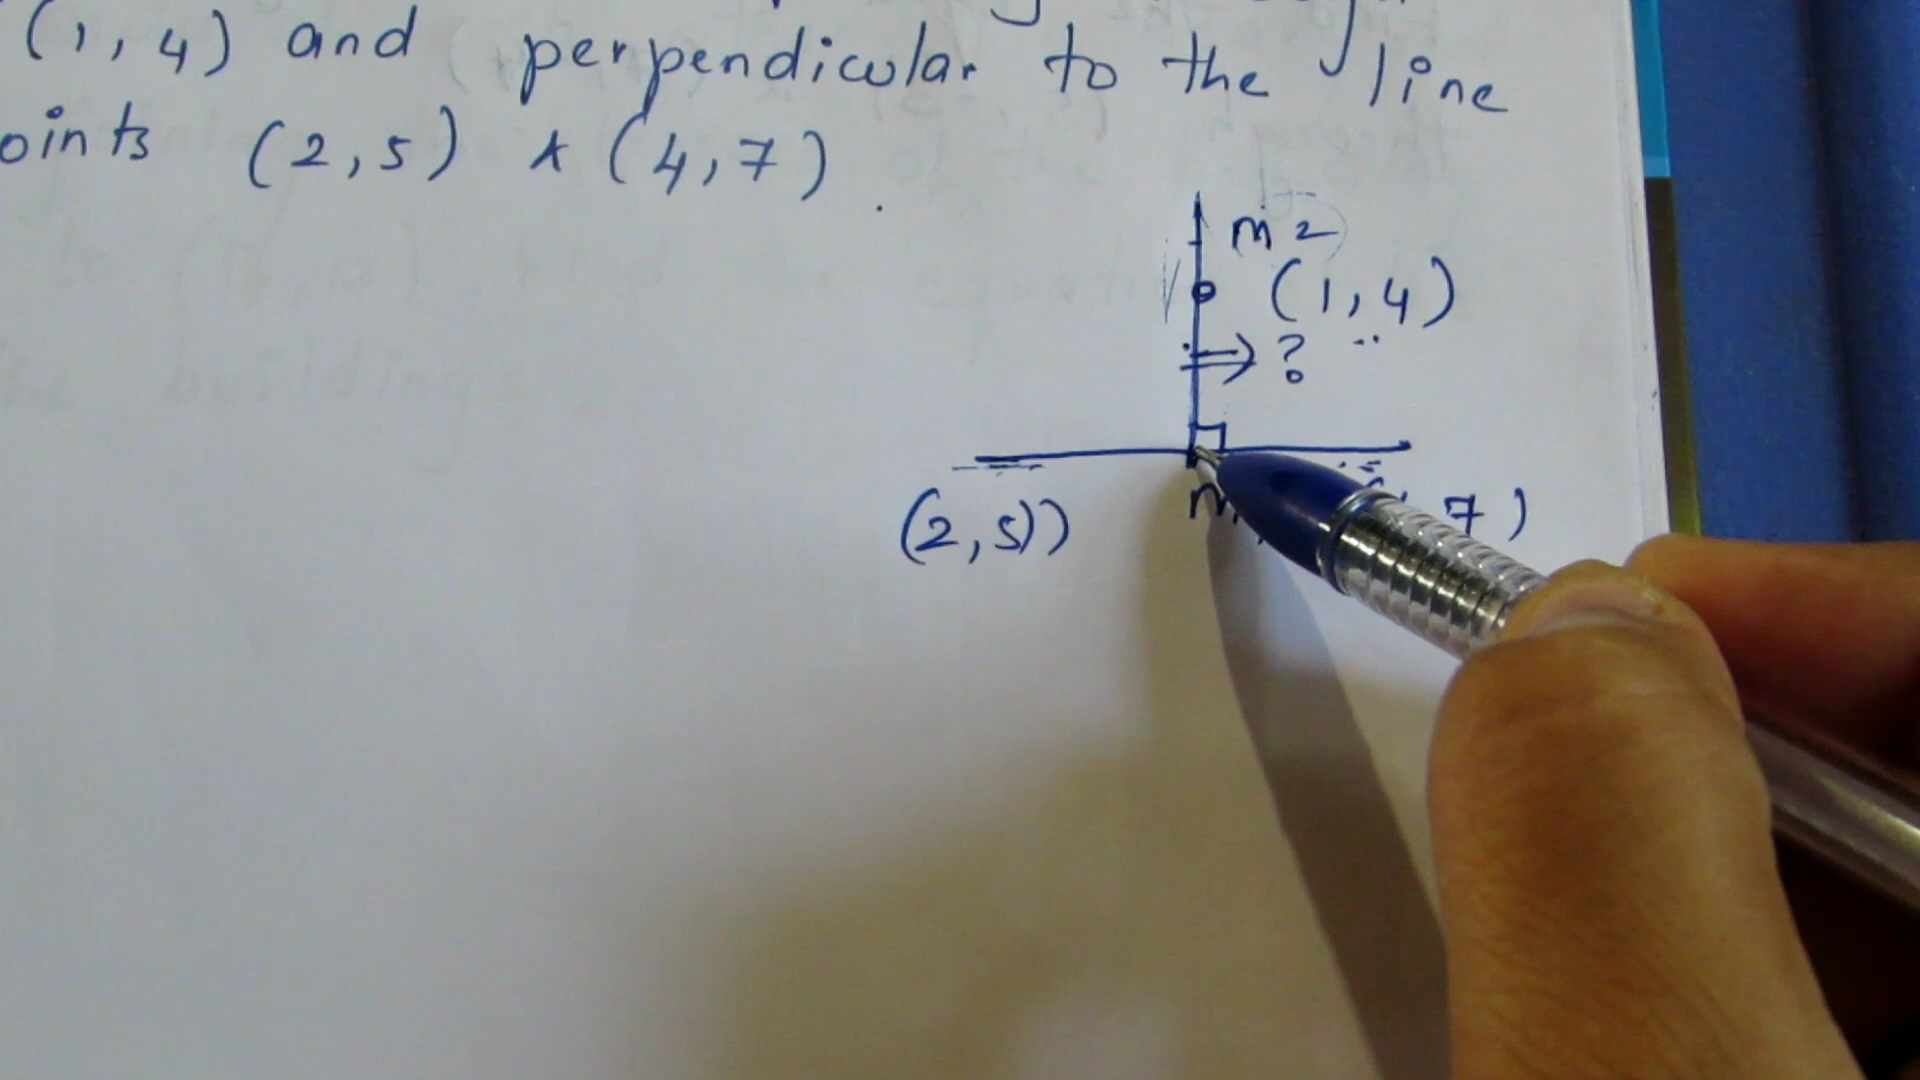 (1, 4) and perpendicular to the line
oints (2, 5) & (4, 7).
m2
(1, 4)
⇒ ?
(2, 5)) m 7)